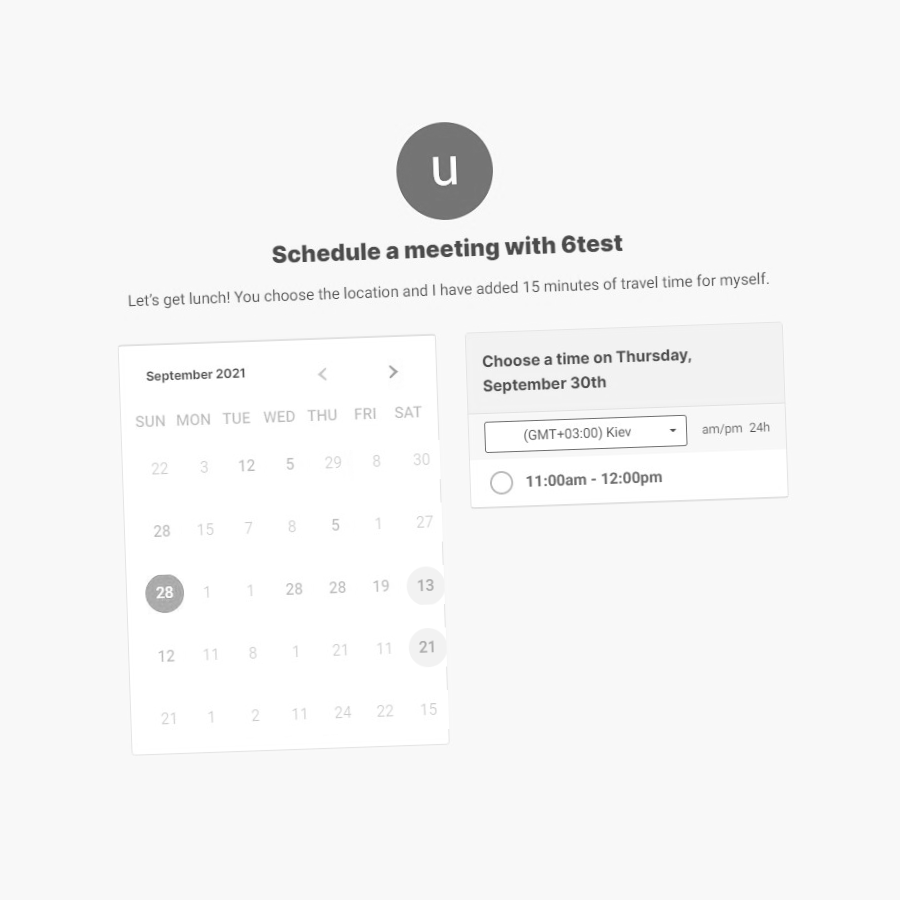 u
Schedule a meeting with 6test
Let's get lunch! You choose the location and I have added 15 minutes of travel time for myself.
September 2021
SUN MON TUE WED THU FRI SAT
22 3 12 5 29 8 30
28 15 7 8 5 1 27
28 1 1 28 28 19 13
12 11 8 1 21 11 21
21 1 2 11 24 22 15
Choose a time on Thursday,
September 30th
(GMT+03:00) Kiev am/pm 24h
11:00am - 12:00pm